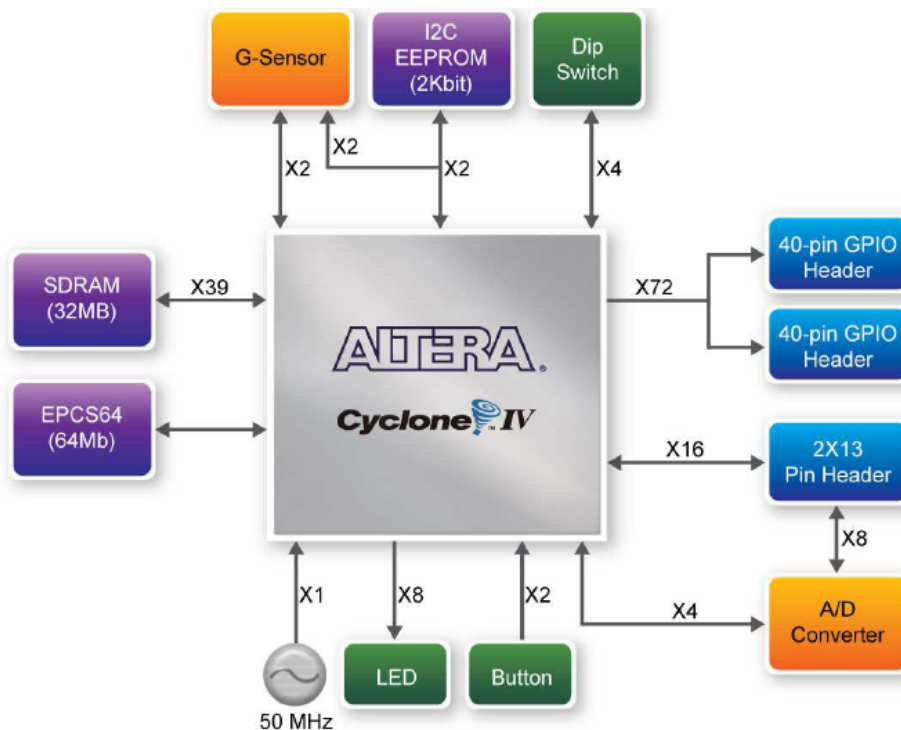 G-Sensor
I2C
EEPROM
(2Kbit)
Dip
Switch
X2
X2
X2
X4
SDRAM
(32MB)
X39
EPCS64
(64Mb)
ALTERA®
Cyclone™ IV
X72
40-pin GPIO
Header
40-pin GPIO
Header
X16
2X13
Pin Header
X8
X4
A/D
Converter
X1
X8
X2
50 MHz
LED
Button